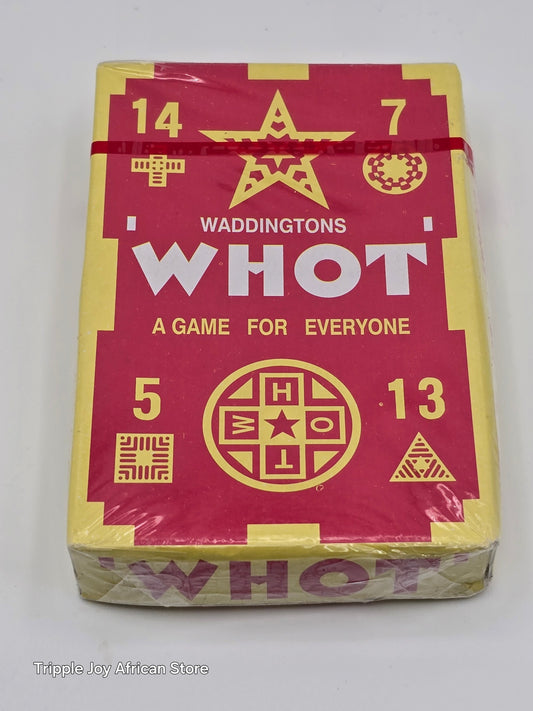 14 7
WADDINGTONS
'WHOT'
A GAME FOR EVERYONE
5 13
H
W O
T
'WHOT'
Tripple Joy African Store